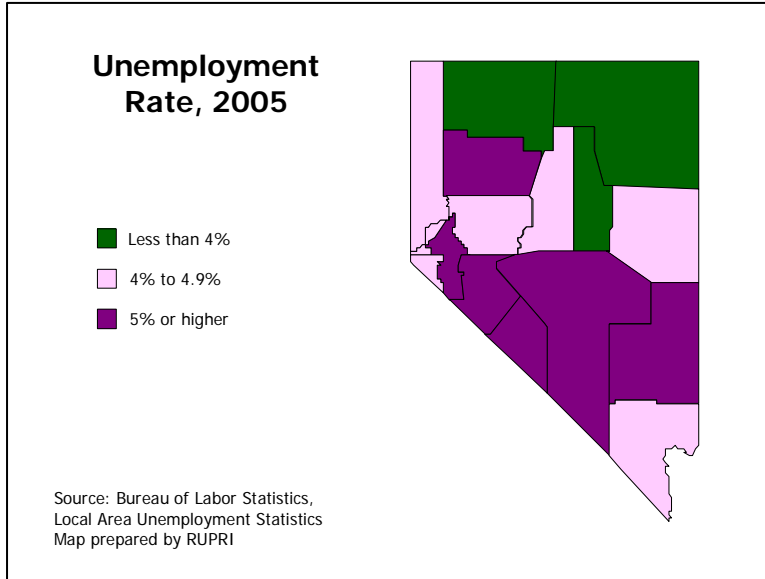 Unemployment
Rate, 2005
Less than 4%
4% to 4.9%
5% or higher
Source: Bureau of Labor Statistics,
Local Area Unemployment Statistics
Map prepared by RUPRI